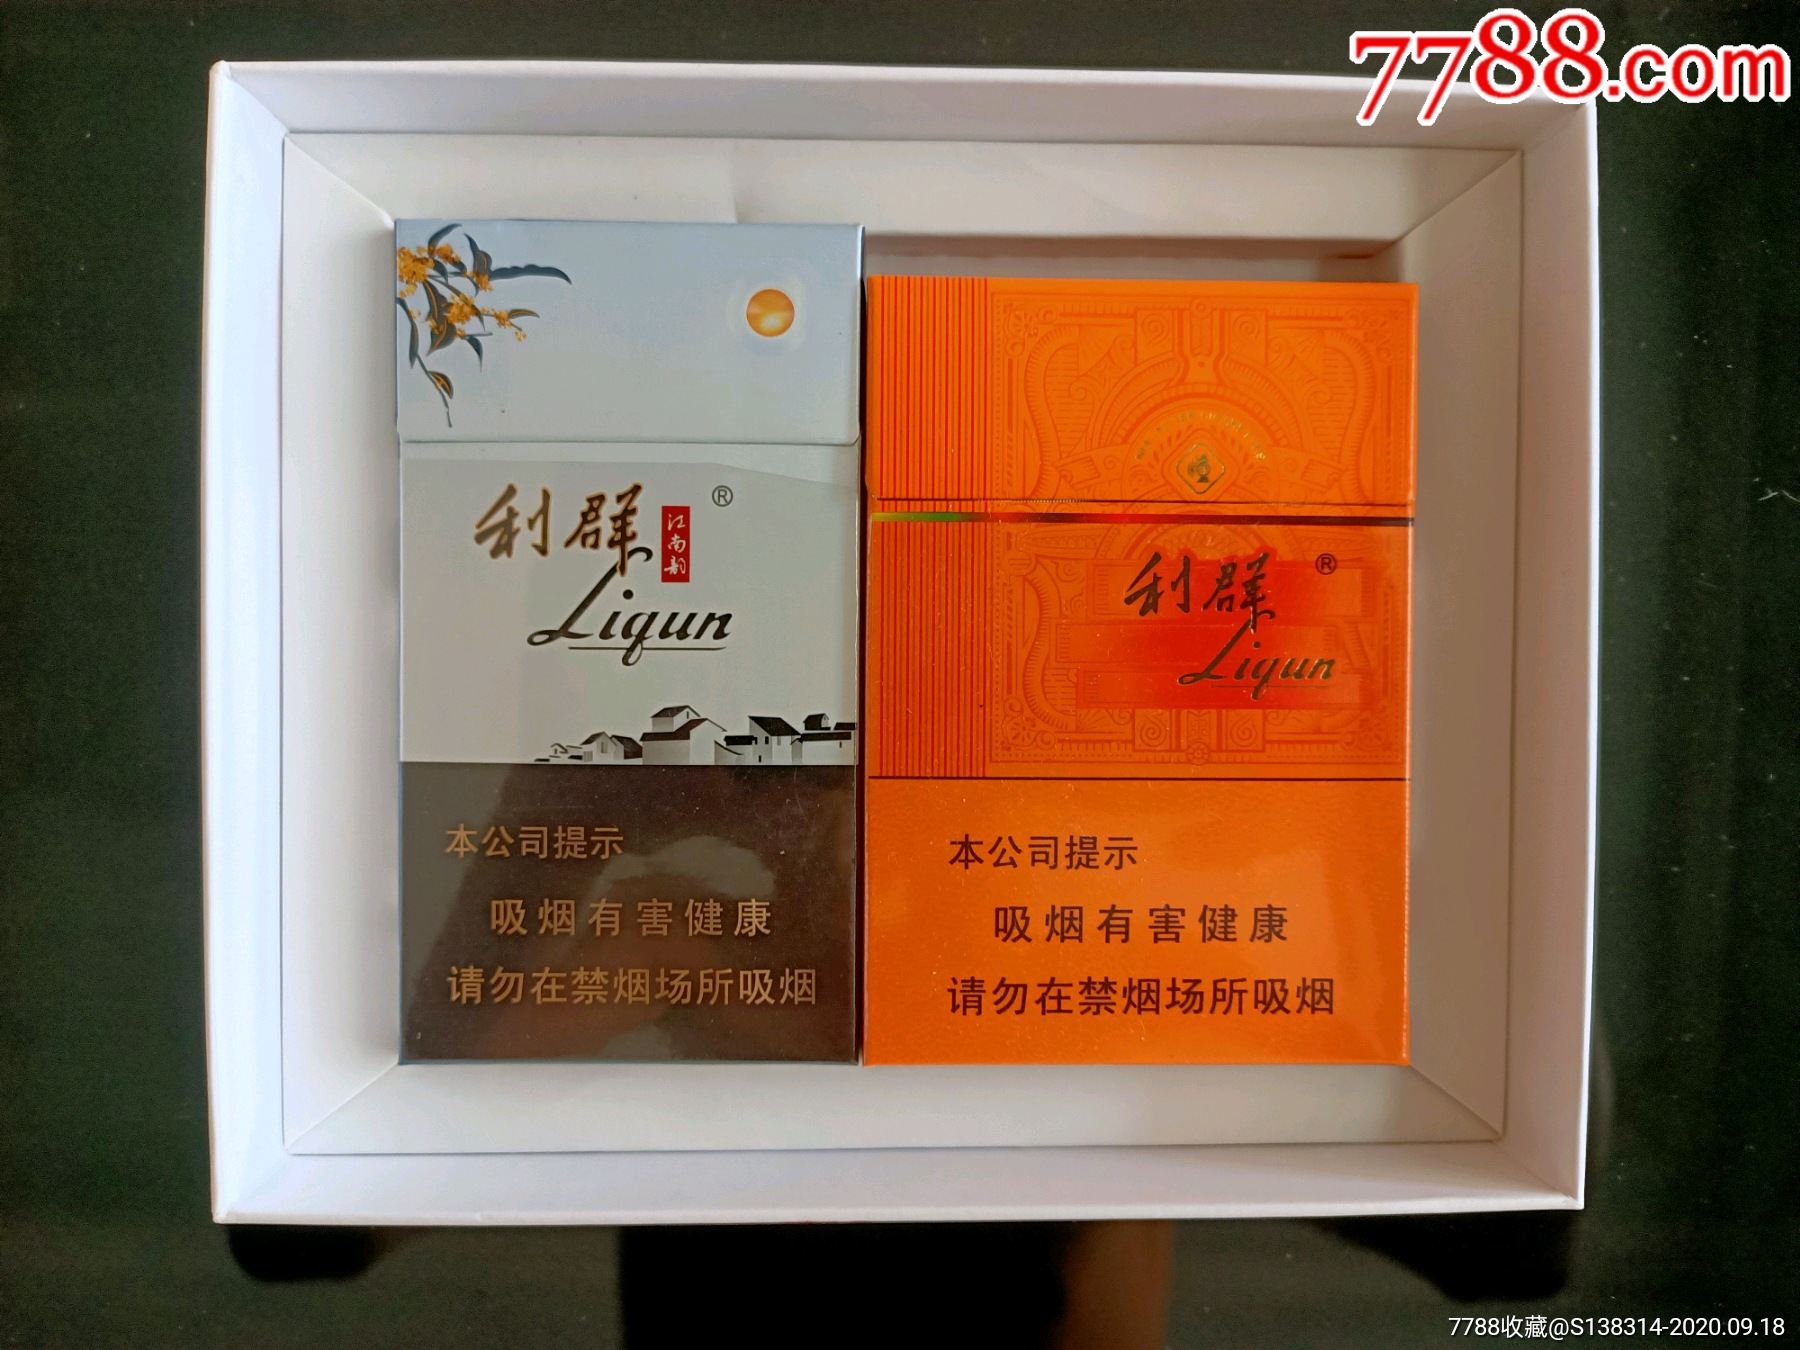 7788.com
利群®
江南韵
Liqun
本公司提示
吸烟有害健康
请勿在禁烟场所吸烟
利群®
Liqun
本公司提示
吸烟有害健康
请勿在禁烟场所吸烟
7788收藏@S138314-2020.09.18